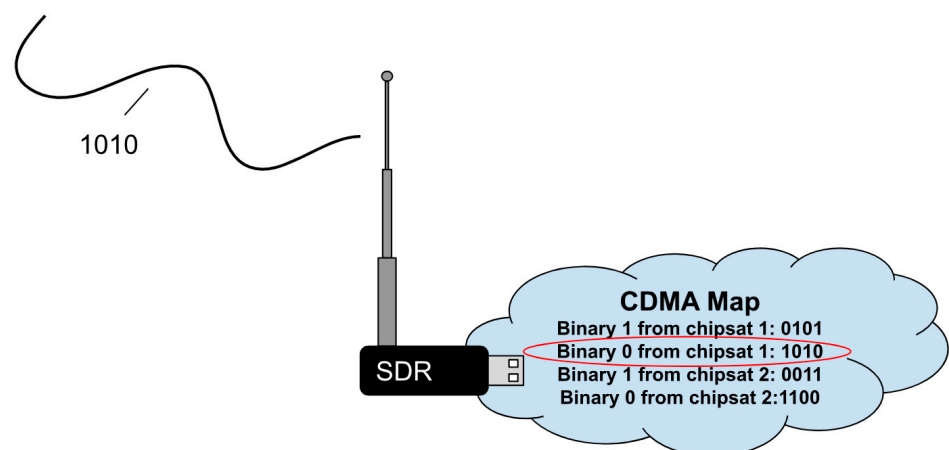 1010
CDMA Map
Binary 1 from chipsat 1: 0101
Binary 0 from chipsat 1: 1010
Binary 1 from chipsat 2: 0011
Binary 0 from chipsat 2:1100
SDR